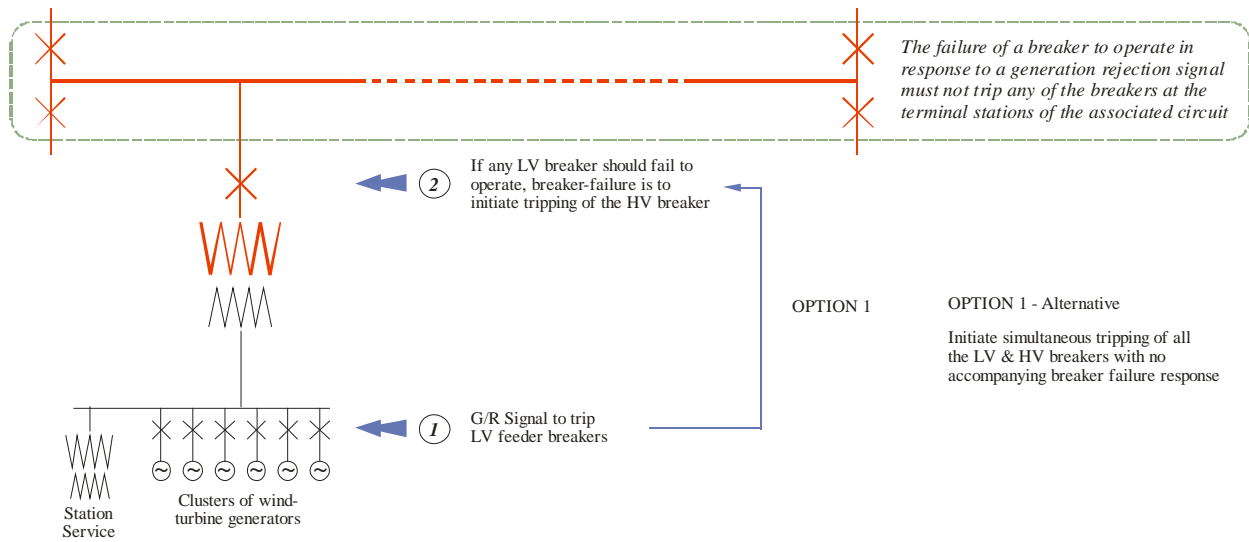 The failure of a breaker to operate in
response to a generation rejection signal
must not trip any of the breakers at the
terminal stations of the associated circuit
2
If any LV breaker should fail to
operate, breaker-failure is to
initiate tripping of the HV breaker
OPTION 1
OPTION 1 - Alternative
Initiate simultaneous tripping of all
the LV & HV breakers with no
accompanying breaker failure response
1
G/R Signal to trip
LV feeder breakers
Clusters of wind-
turbine generators
Station
Service